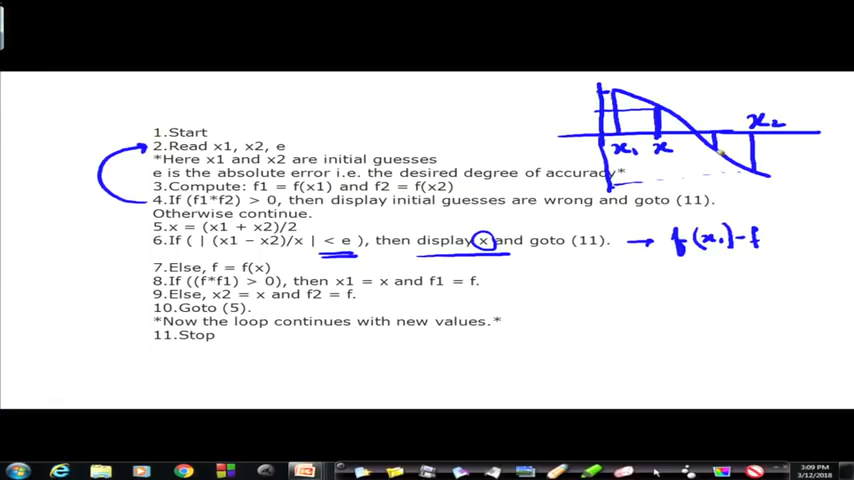 1.Start
2.Read x1, x2, e
*Here x1 and x2 are initial guesses
e is the absolute error i.e. the desired degree of accuracy*
3.Compute: f1 = f(x1) and f2 = f(x2)
4.If (f1*f2) > 0, then display initial guesses are wrong and goto (11).
Otherwise continue.
5.x = (x1 + x2)/2
6.If ( | (x1 – x2)/x | < e ), then display x and goto (11).
→ f(x1)-f
7.Else, f = f(x)
8.If ((f*f1) > 0), then x1 = x and f1 = f.
9.Else, x2 = x and f2 = f.
10.Goto (5).
*Now the loop continues with new values.*
11.Stop
x1 x x2
3:09 PM
3/12/2018